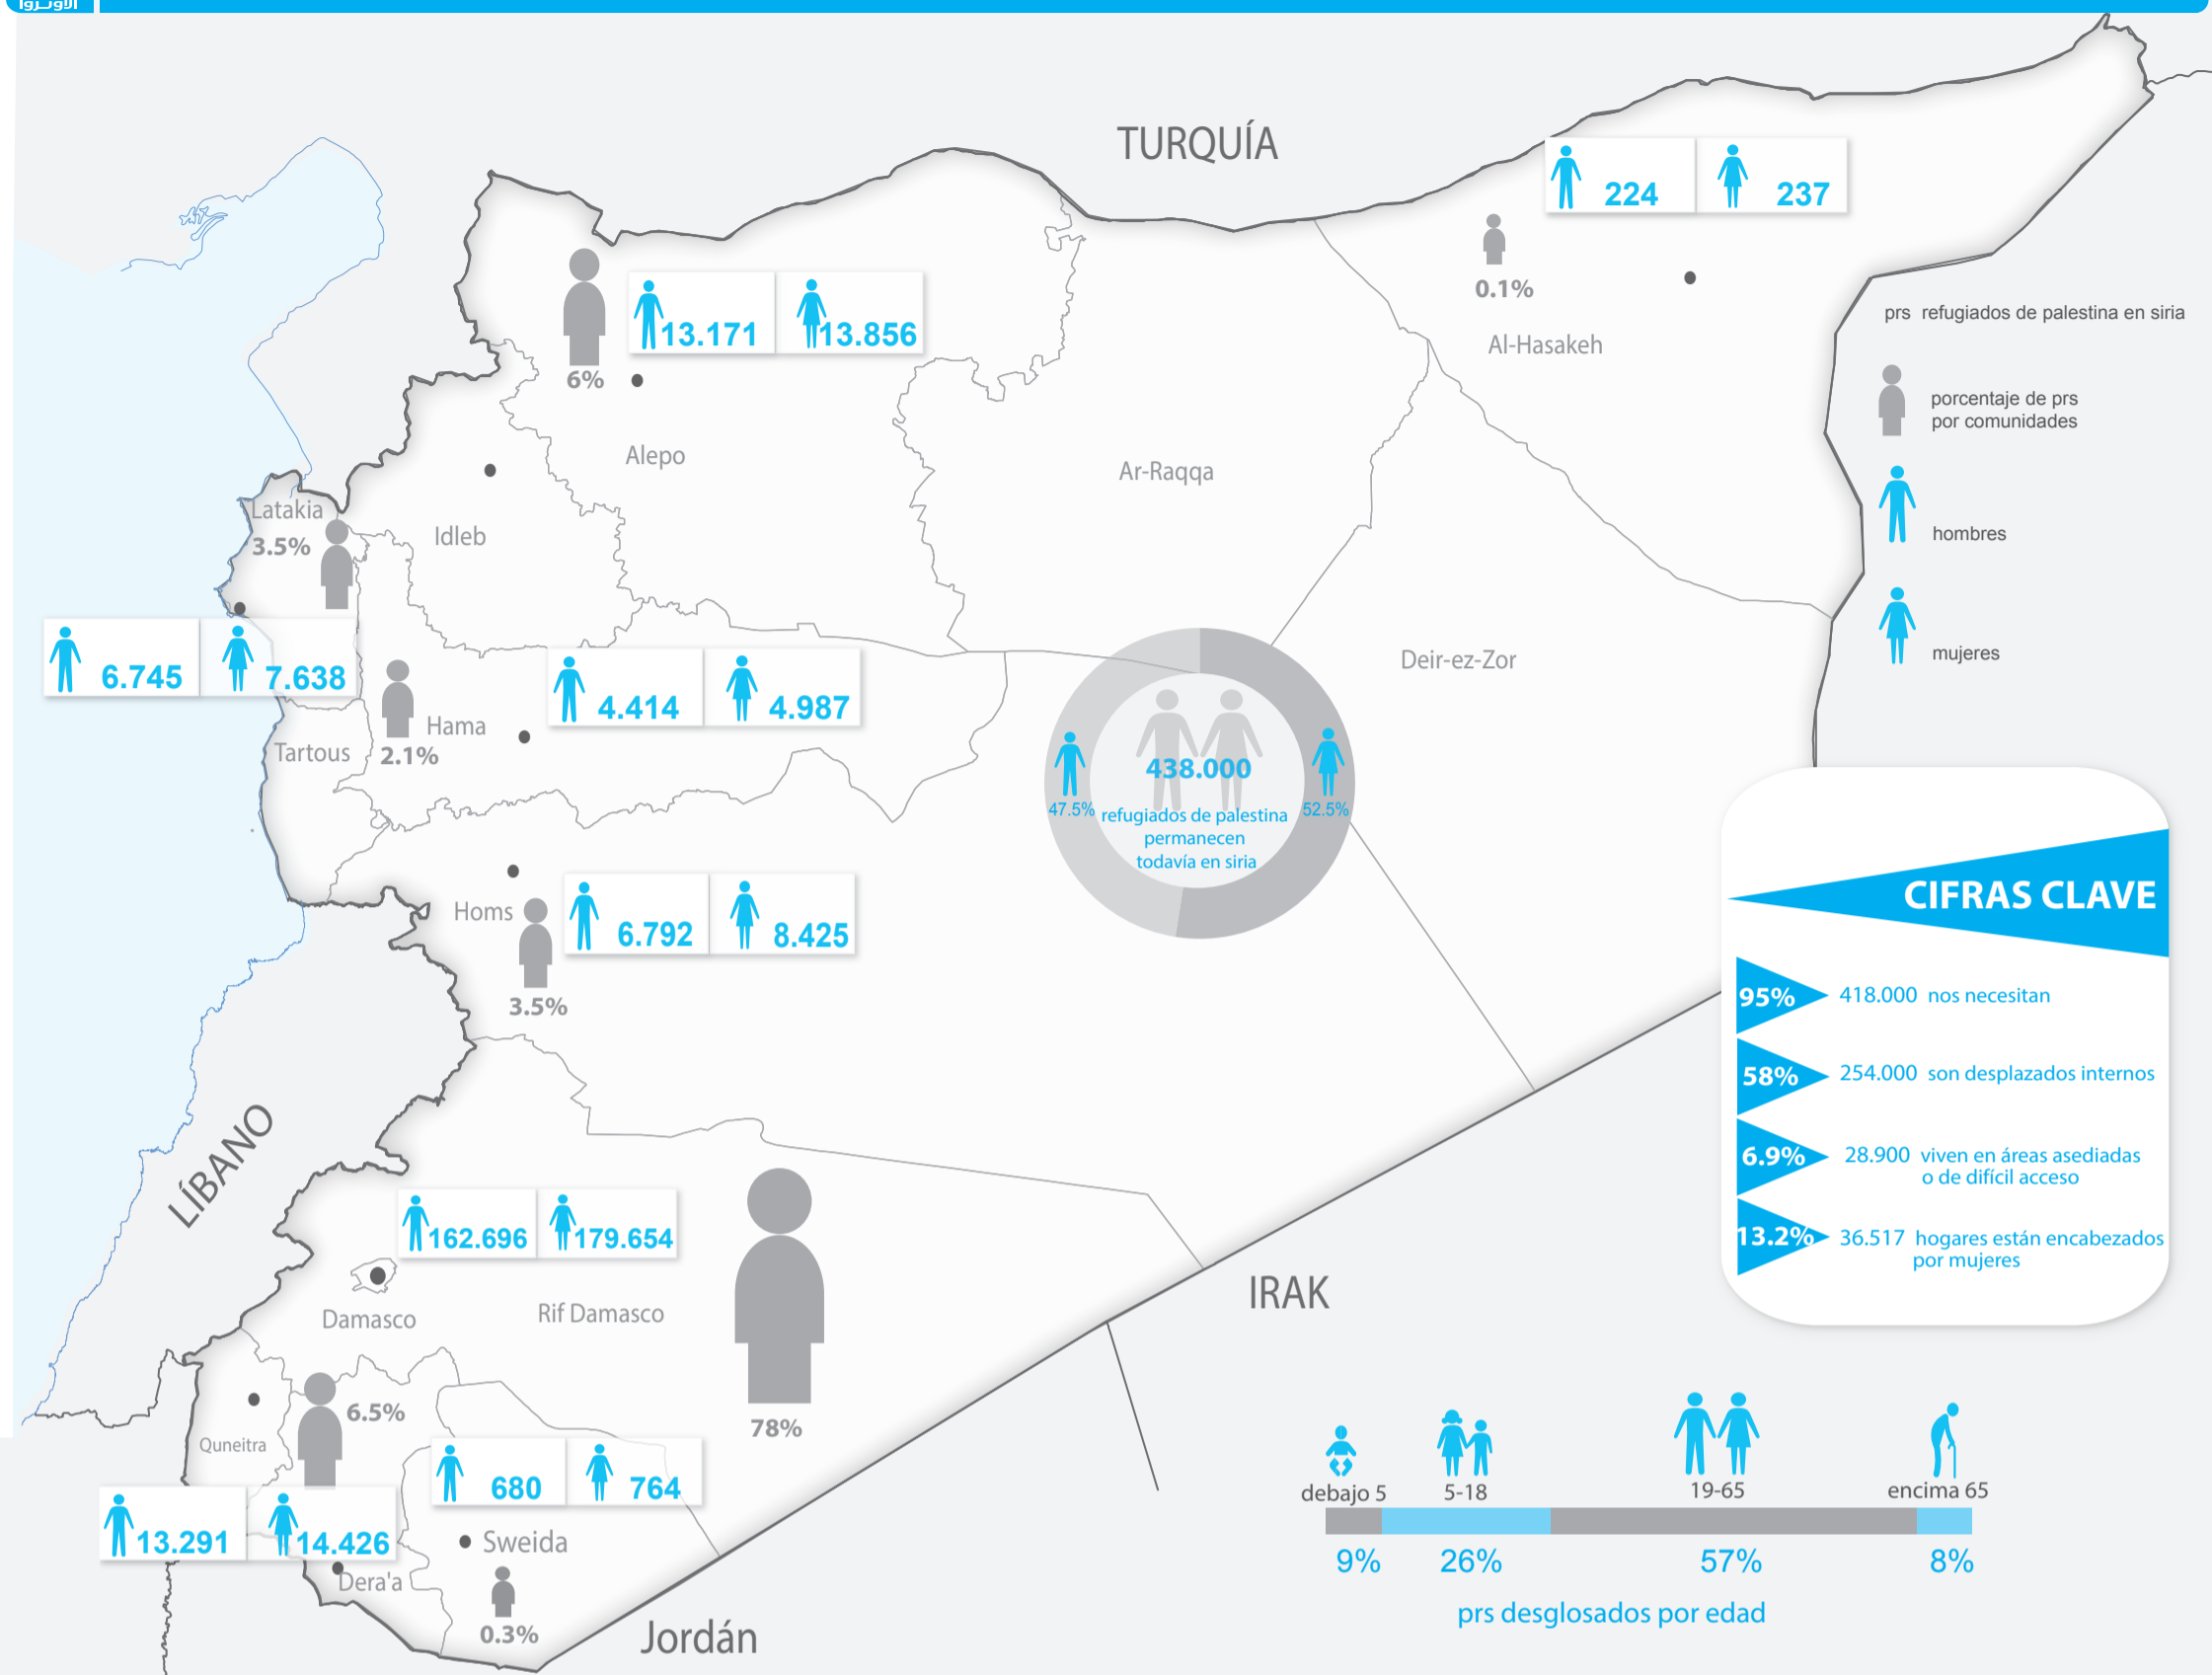 الأونروا
TURQUÍA
224
237
0.1%
Al-Hasakeh
13.171
13.856
6%
Alepo
Ar-Raqqa
prs refugiados de palestina en siria
porcentaje de prs
por comunidades
hombres
mujeres
Latakia
3.5%
Idleb
6.745
7.638
4.414
4.987
Hama
2.1%
Tartous
Deir-ez-Zor
438.000
47.5%
52.5%
refugiados de palestina
permanecen
todavía en siria
Homs
6.792
8.425
3.5%
CIFRAS CLAVE
95%
418.000 nos necesitan
58%
254.000 son desplazados internos
6.9%
28.900 viven en áreas asediadas
o de difícil acceso
13.2%
36.517 hogares están encabezados
por mujeres
LÍBANO
162.696
179.654
Damasco
Rif Damasco
78%
IRAK
6.5%
Quneitra
680
764
13.291
14.426
Sweida
Dera'a
0.3%
Jordán
debajo 5
5-18
19-65
encima 65
9%
26%
57%
8%
prs desglosados por edad